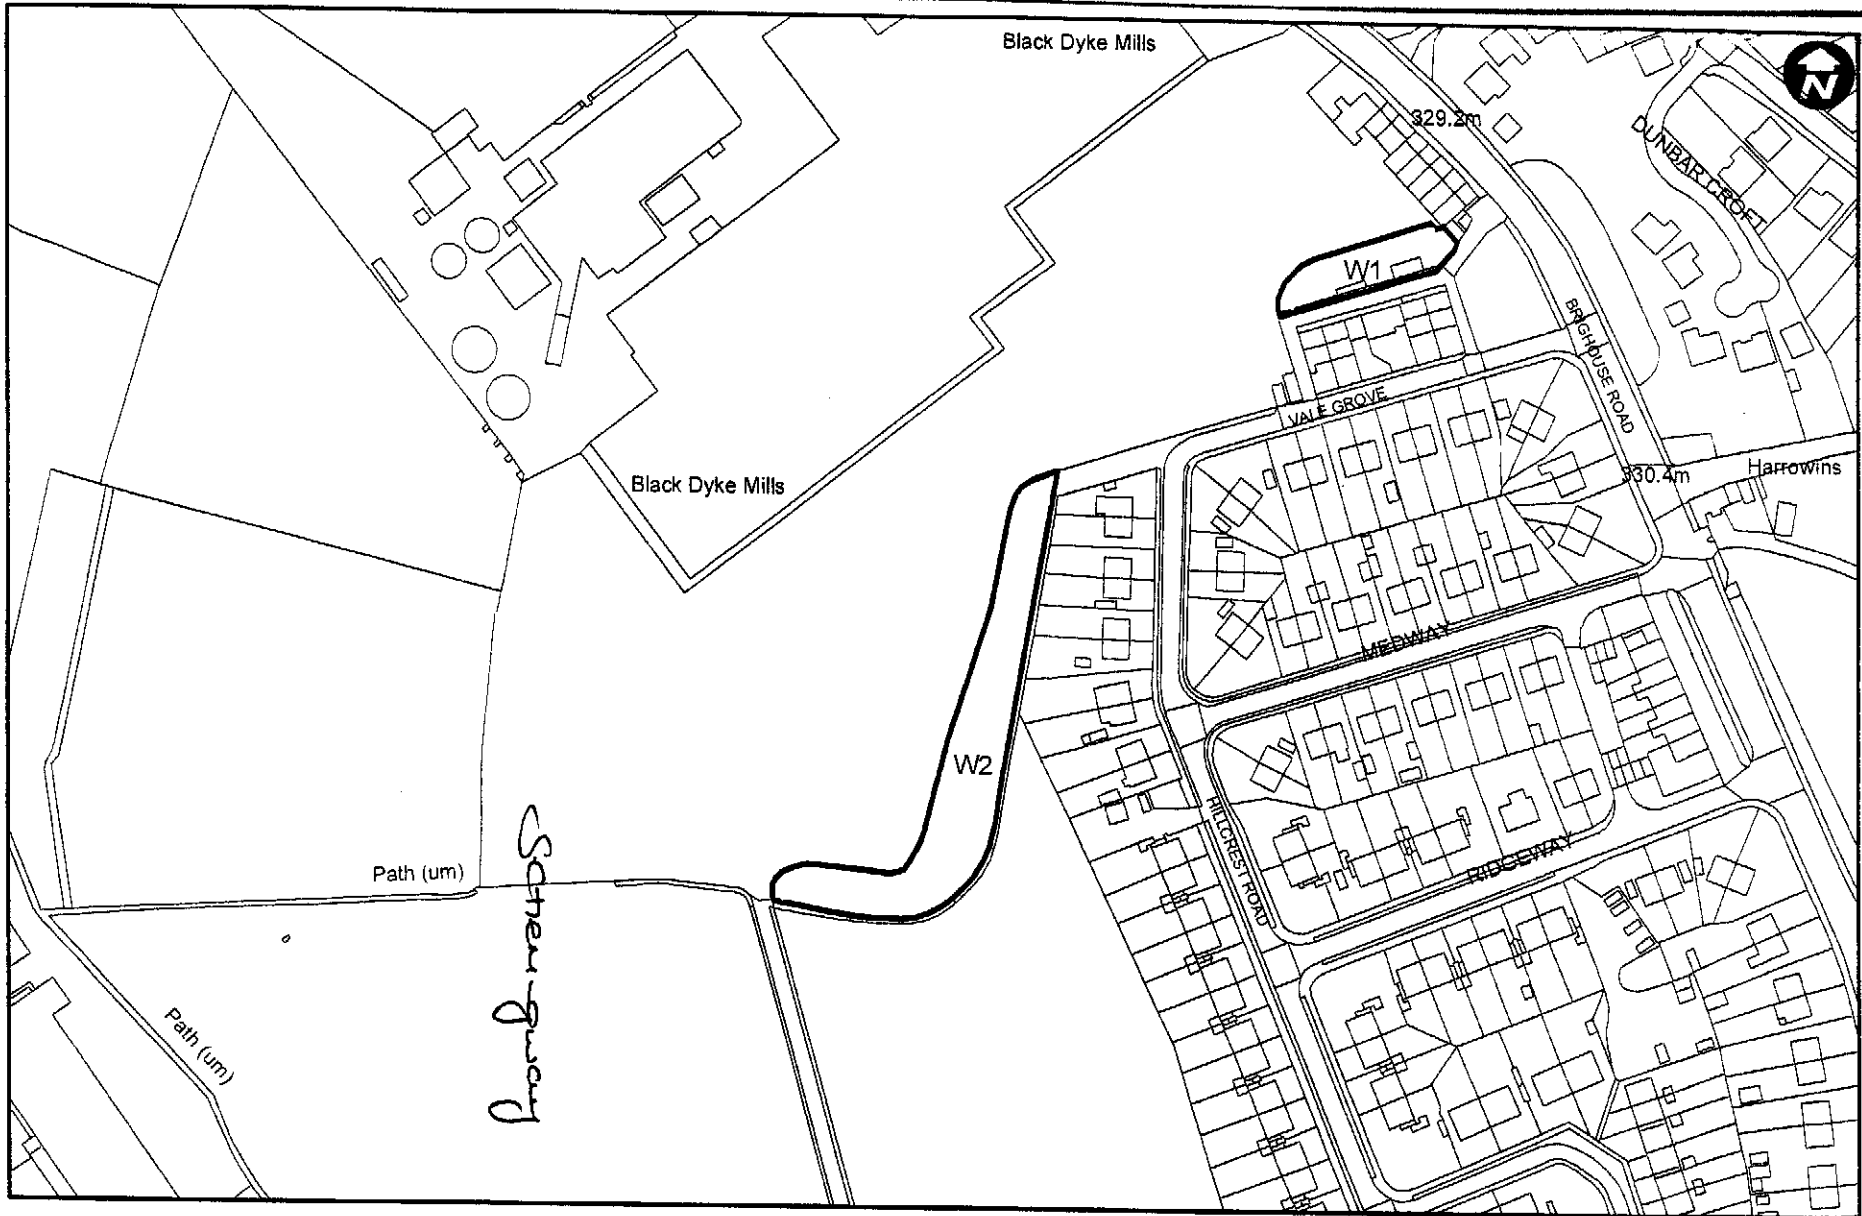 Black Dyke Mills
N
329.2m
DUNBAR CROFT
W1
BRIGHOUSE ROAD
VALE GROVE
330.4m
Harrowins
Black Dyke Mills
MEDWAY
W2
HILLCREST ROAD
RIDGEWAY
Path (um)
Path (um)